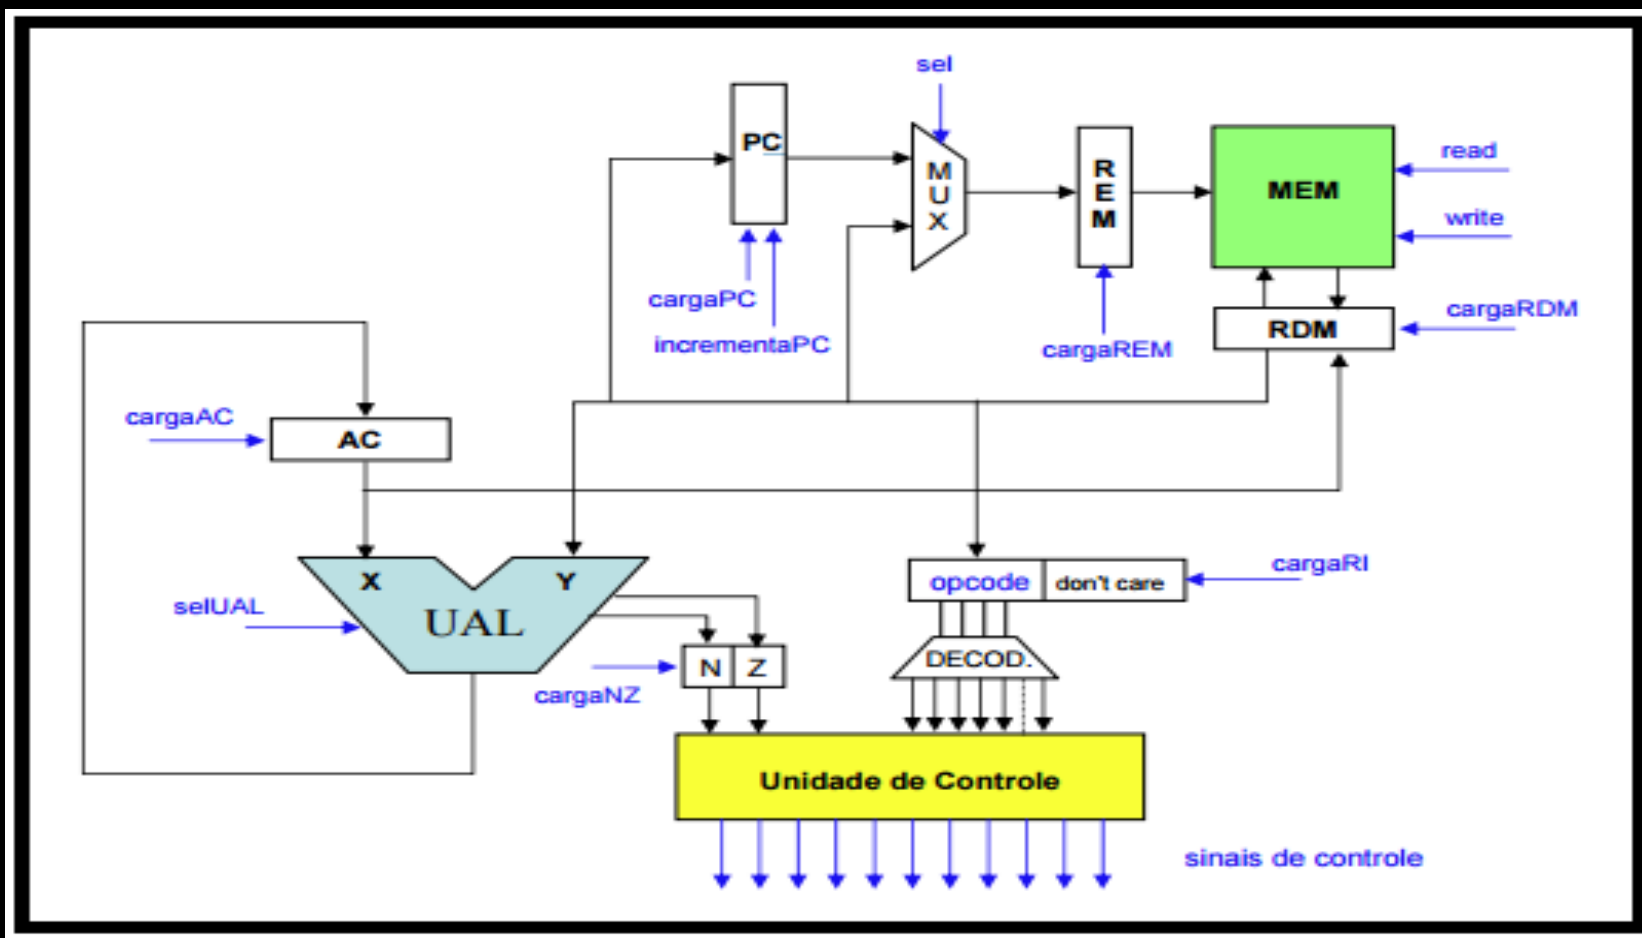 sel
PC
M
U
X
R
E
M
MEM
read
write
cargaPC
incrementaPC
cargaREM
RDM
cargaRDM
cargaAC
AC
X
Y
UAL
selUAL
opcode
don't care
cargaRI
N
Z
cargaNZ
DECOD.
Unidade de Controle
sinais de controle